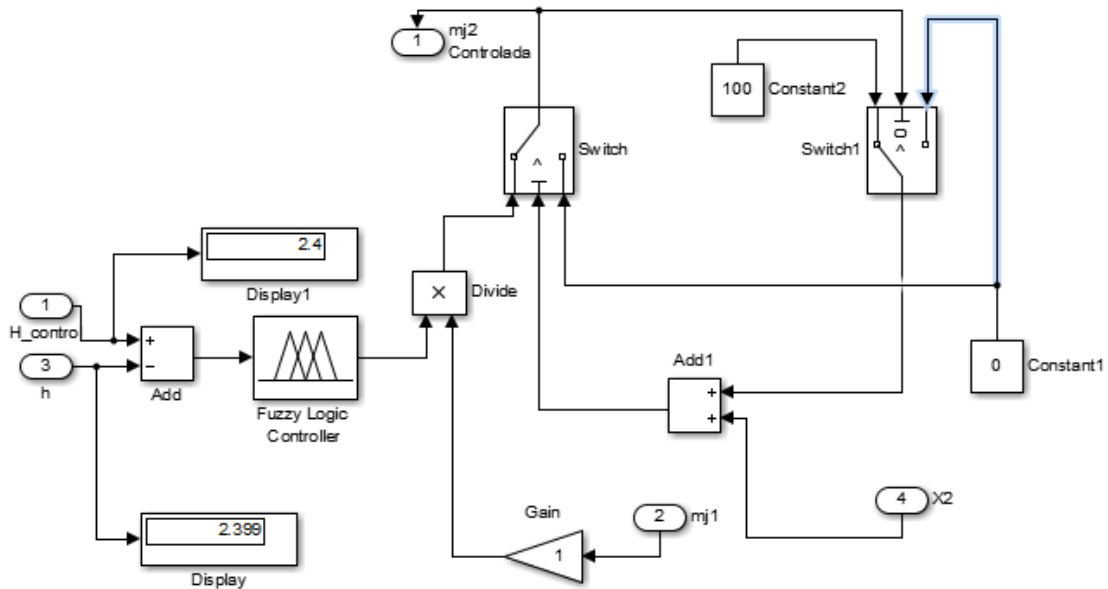 1
mj2
Controlada
100
Constant2
>
Switch
O
>
Switch1
2.4
Display1
1
H_contro
3
h
+
−
Add
Fuzzy Logic
Controller
×
Divide
0
Constant1
Add1
+
+
4
X2
Gain
1
2
mj1
2.399
Display